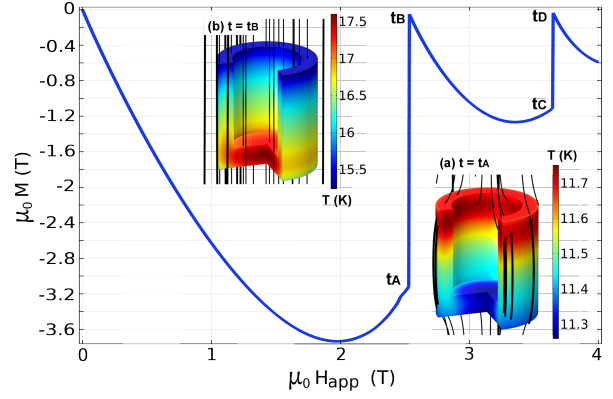 0
-0.4
-0.8
-1.2
-1.6
-2
-2.4
-2.8
-3.2
-3.6
μ₀ M (T)
0
1
2
3
4
μ₀ Happ (T)
(b) t = tB
17.5
17
16.5
16
15.5
T (K)
tA
tB
tC
tD
T (K)
(a) t = tA
11.7
11.6
11.5
11.4
11.3